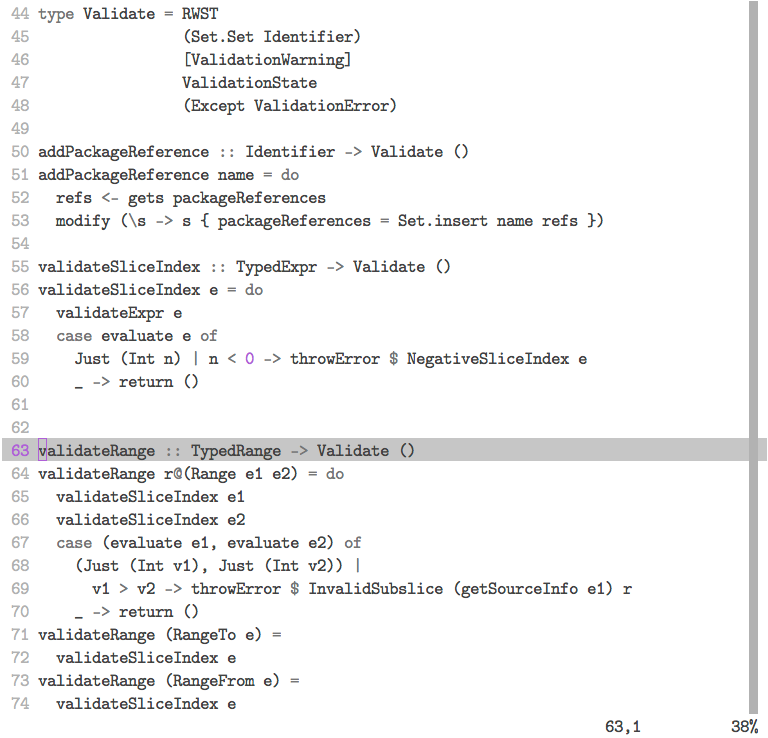 44 type Validate = RWST
45                 (Set.Set Identifier)
46                 [ValidationWarning]
47                 ValidationState
48                 (Except ValidationError)
49
50 addPackageReference :: Identifier -> Validate ()
51 addPackageReference name = do
52   refs <- gets packageReferences
53   modify (\s -> s { packageReferences = Set.insert name refs })
54
55 validateSliceIndex :: TypedExpr -> Validate ()
56 validateSliceIndex e = do
57   validateExpr e
58   case evaluate e of
59     Just (Int n) | n < 0 -> throwError $ NegativeSliceIndex e
60     _ -> return ()
61
62
63 validateRange :: TypedRange -> Validate ()
64 validateRange r@(Range e1 e2) = do
65   validateSliceIndex e1
66   validateSliceIndex e2
67   case (evaluate e1, evaluate e2) of
68     (Just (Int v1), Just (Int v2)) |
69       v1 > v2 -> throwError $ InvalidSubslice (getSourceInfo e1) r
70     _ -> return ()
71 validateRange (RangeTo e) =
72   validateSliceIndex e
73 validateRange (RangeFrom e) =
74   validateSliceIndex e
63,1 38%